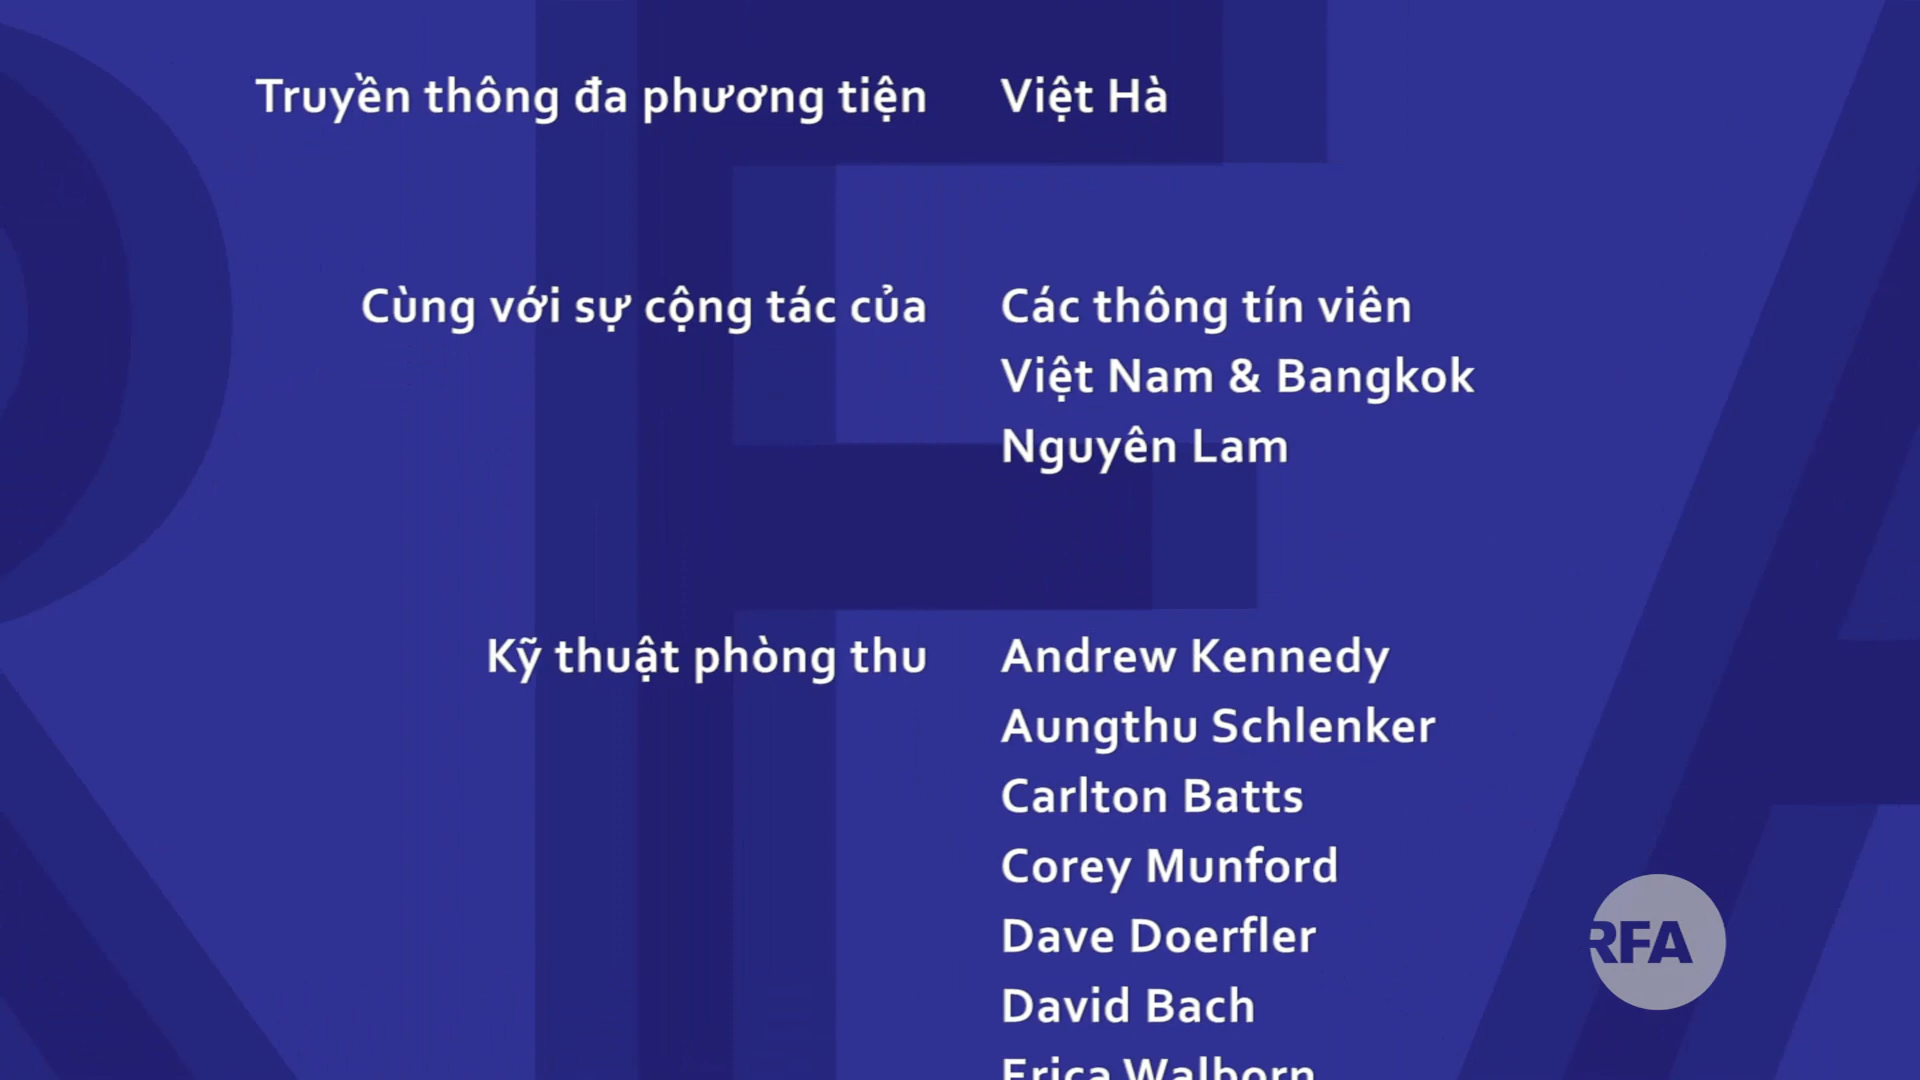 Truyền thông đa phương tiện Việt Hà
Cùng với sự cộng tác của Các thông tín viên
Việt Nam & Bangkok
Nguyên Lam
Kỹ thuật phòng thu Andrew Kennedy
Aungthu Schlenker
Carlton Batts
Corey Munford
Dave Doerfler
David Bach
Erica Walborn
RFA